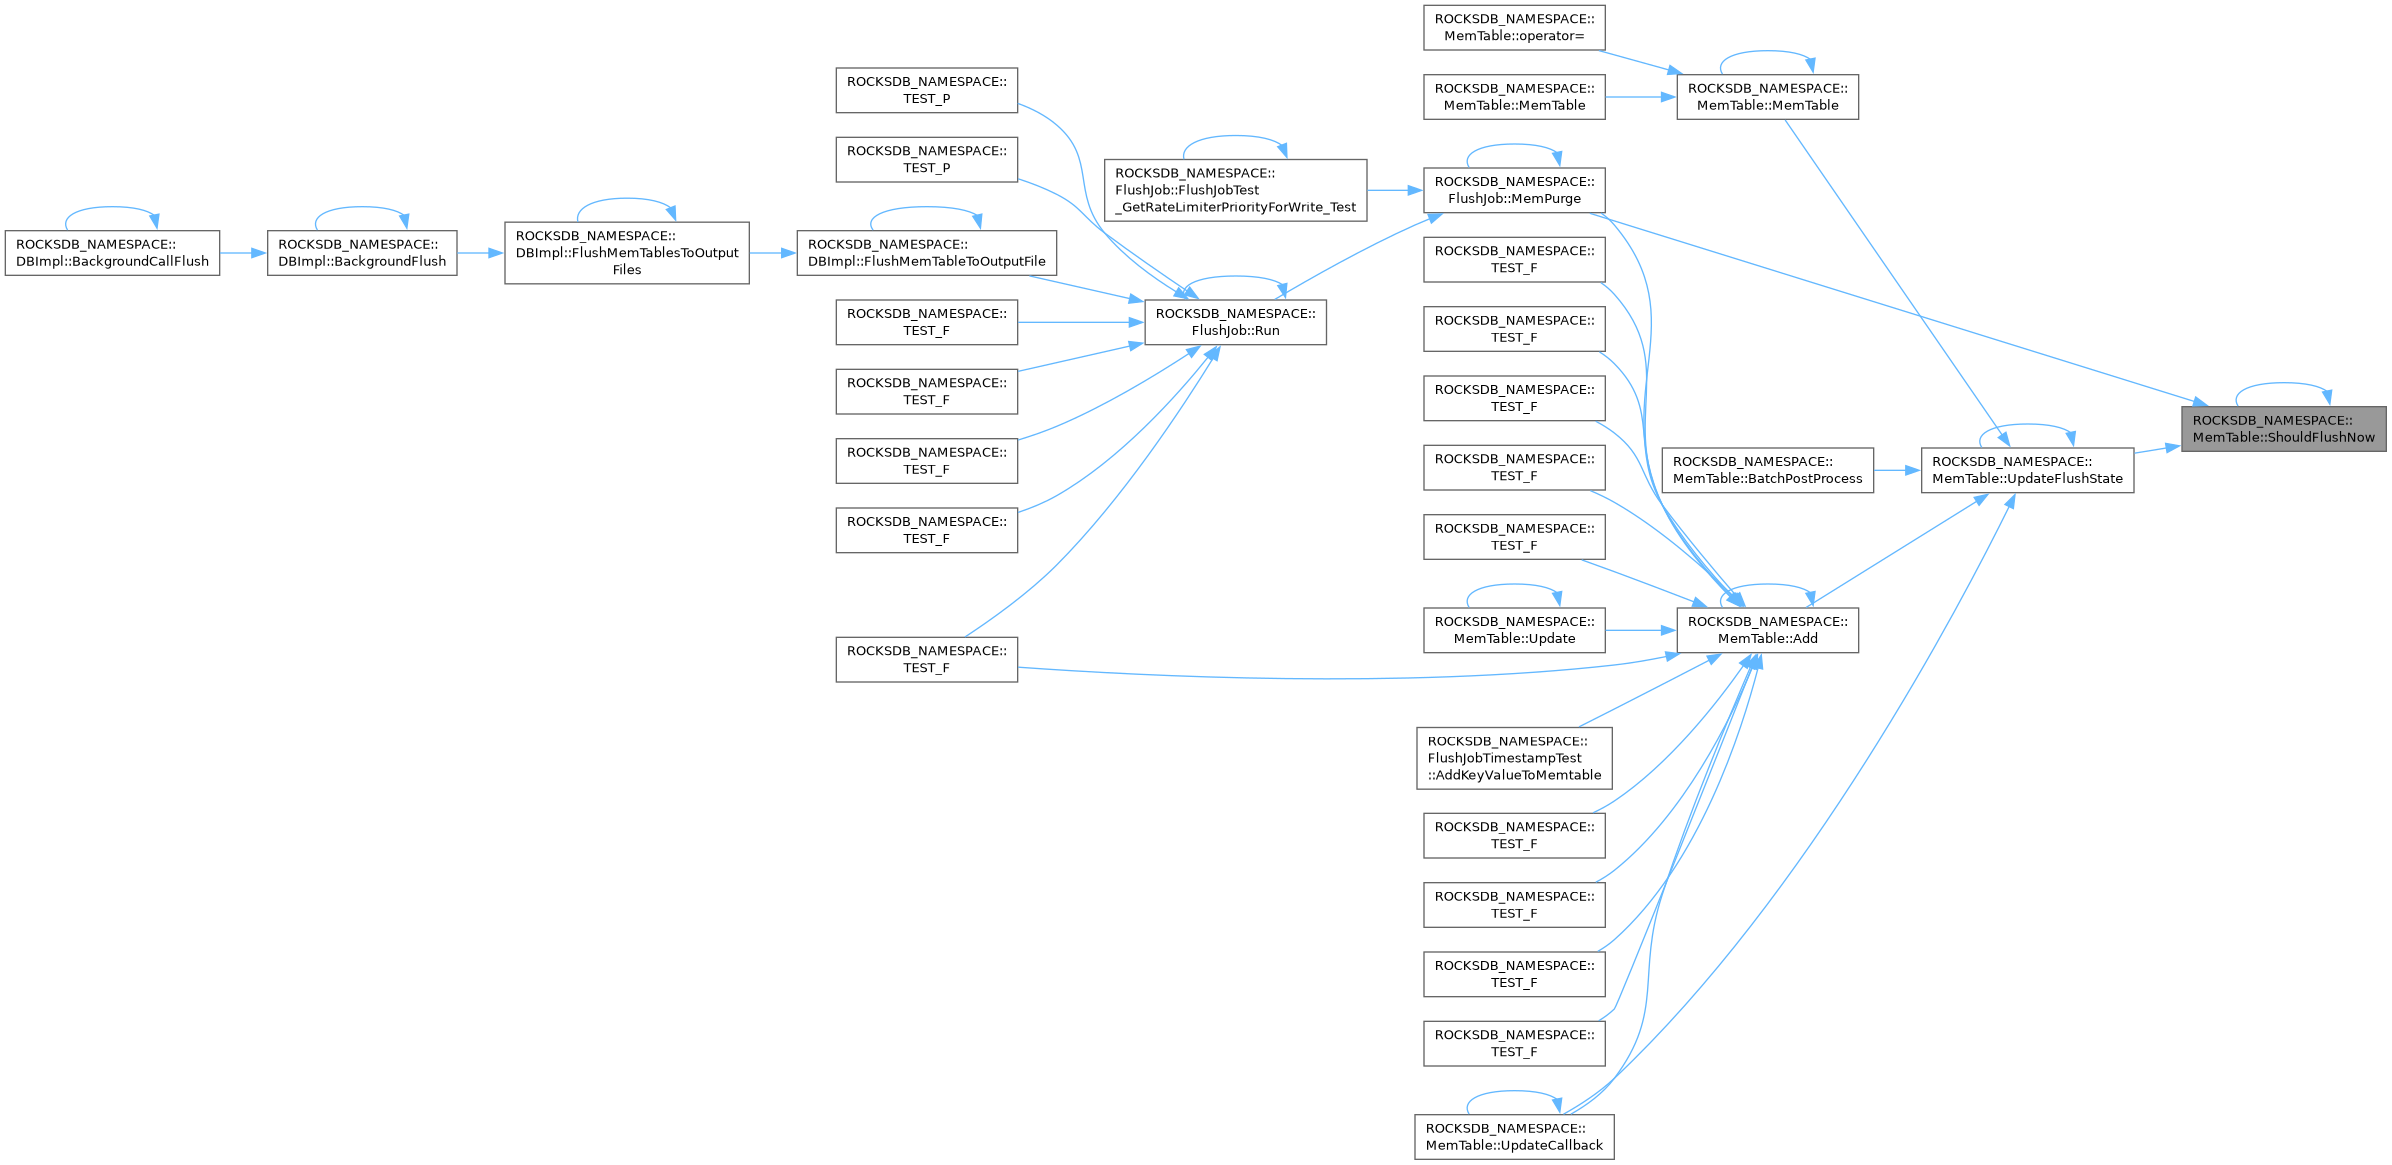 ROCKSDB_NAMESPACE::
MemTable::operator=
ROCKSDB_NAMESPACE::
MemTable::MemTable
ROCKSDB_NAMESPACE::
MemTable::MemTable
ROCKSDB_NAMESPACE::
TEST_P
ROCKSDB_NAMESPACE::
TEST_P
ROCKSDB_NAMESPACE::
FlushJob::FlushJobTest
_GetRateLimiterPriorityForWrite_Test
ROCKSDB_NAMESPACE::
FlushJob::MemPurge
ROCKSDB_NAMESPACE::
DBImpl::BackgroundCallFlush
ROCKSDB_NAMESPACE::
DBImpl::BackgroundFlush
ROCKSDB_NAMESPACE::
DBImpl::FlushMemTablesToOutput
Files
ROCKSDB_NAMESPACE::
DBImpl::FlushMemTableToOutputFile
ROCKSDB_NAMESPACE::
TEST_F
ROCKSDB_NAMESPACE::
FlushJob::Run
ROCKSDB_NAMESPACE::
TEST_F
ROCKSDB_NAMESPACE::
TEST_F
ROCKSDB_NAMESPACE::
TEST_F
ROCKSDB_NAMESPACE::
TEST_F
ROCKSDB_NAMESPACE::
MemTable::ShouldFlushNow
ROCKSDB_NAMESPACE::
TEST_F
ROCKSDB_NAMESPACE::
TEST_F
ROCKSDB_NAMESPACE::
MemTable::BatchPostProcess
ROCKSDB_NAMESPACE::
MemTable::UpdateFlushState
ROCKSDB_NAMESPACE::
TEST_F
ROCKSDB_NAMESPACE::
TEST_F
ROCKSDB_NAMESPACE::
MemTable::Update
ROCKSDB_NAMESPACE::
MemTable::Add
ROCKSDB_NAMESPACE::
TEST_F
ROCKSDB_NAMESPACE::
FlushJobTimestampTest
::AddKeyValueToMemtable
ROCKSDB_NAMESPACE::
TEST_F
ROCKSDB_NAMESPACE::
TEST_F
ROCKSDB_NAMESPACE::
TEST_F
ROCKSDB_NAMESPACE::
TEST_F
ROCKSDB_NAMESPACE::
MemTable::UpdateCallback